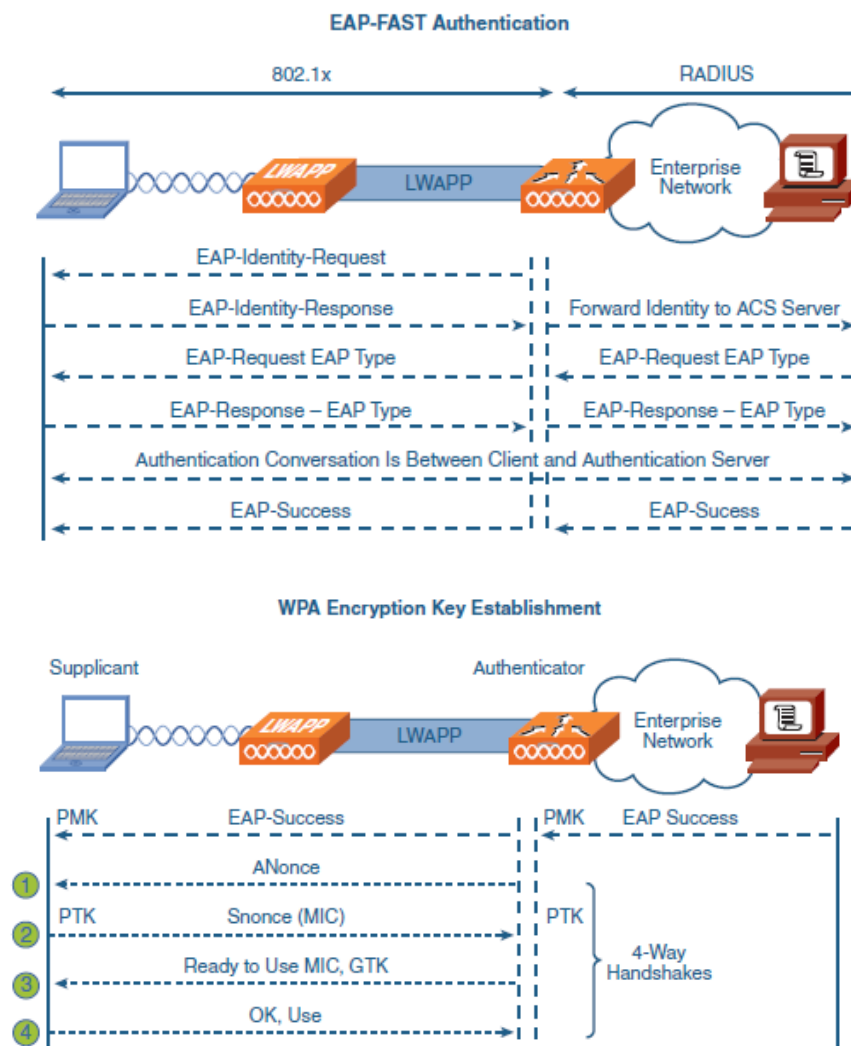 EAP-FAST Authentication
802.1x
RADIUS
LWAPP
LWAPP
Enterprise
Network
EAP-Identity-Request
EAP-Identity-Response
Forward Identity to ACS Server
EAP-Request EAP Type
EAP-Request EAP Type
EAP-Response – EAP Type
EAP-Response – EAP Type
Authentication Conversation Is Between Client and Authentication Server
EAP-Success
EAP-Sucess
WPA Encryption Key Establishment
Supplicant
Authenticator
LWAPP
LWAPP
Enterprise
Network
PMK
EAP-Success
PMK
EAP Success
1
ANonce
2
PTK
Snonce (MIC)
PTK
4-Way
Handshakes
3
Ready to Use MIC, GTK
4
OK, Use